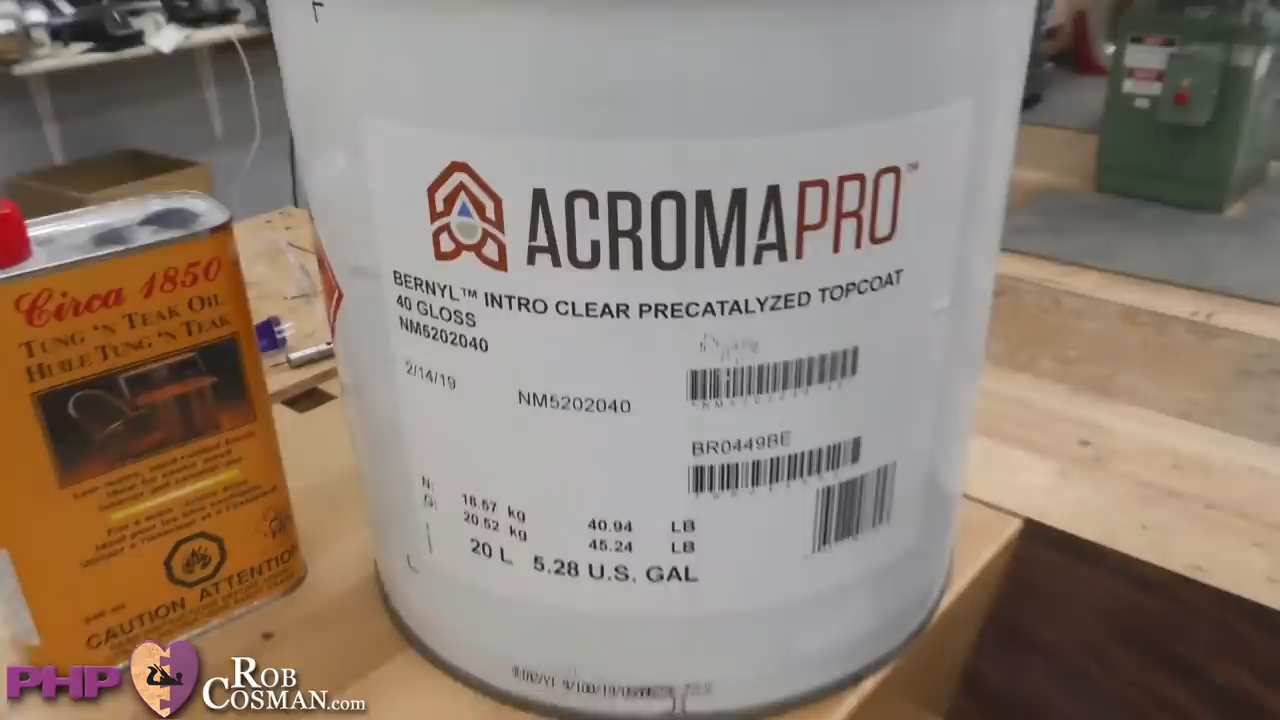 ACROMAPRO™
BERNYL™ INTRO CLEAR PRECATALYZED TOPCOAT
40 GLOSS
NM5202040
2/14/19
NM5202040
BR0449BE
N: 18.57 kg 40.94 LB
G: 20.52 kg 45.24 LB
20 L 5.28 U.S. GAL
Circa 1850
TUNG 'N TEAK OIL
HUILE TUNG 'N TEAK
CAUTION ATTENTION
PHP
ROB
COSMAN.com